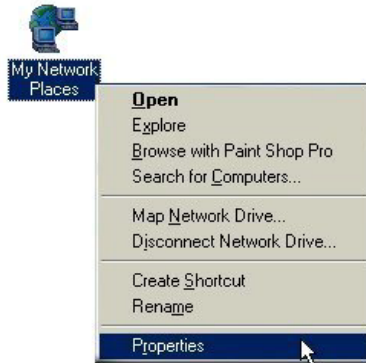 My Network
Places
Open
Explore
Browse with Paint Shop Pro
Search for Computers...
Map Network Drive...
Disconnect Network Drive...
Create Shortcut
Rename
Properties